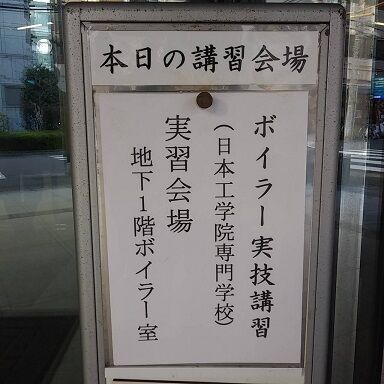 本日の講習会場
ボイラー実技講習
（日本工学院専門学校）
実習会場
地下1階ボイラー室